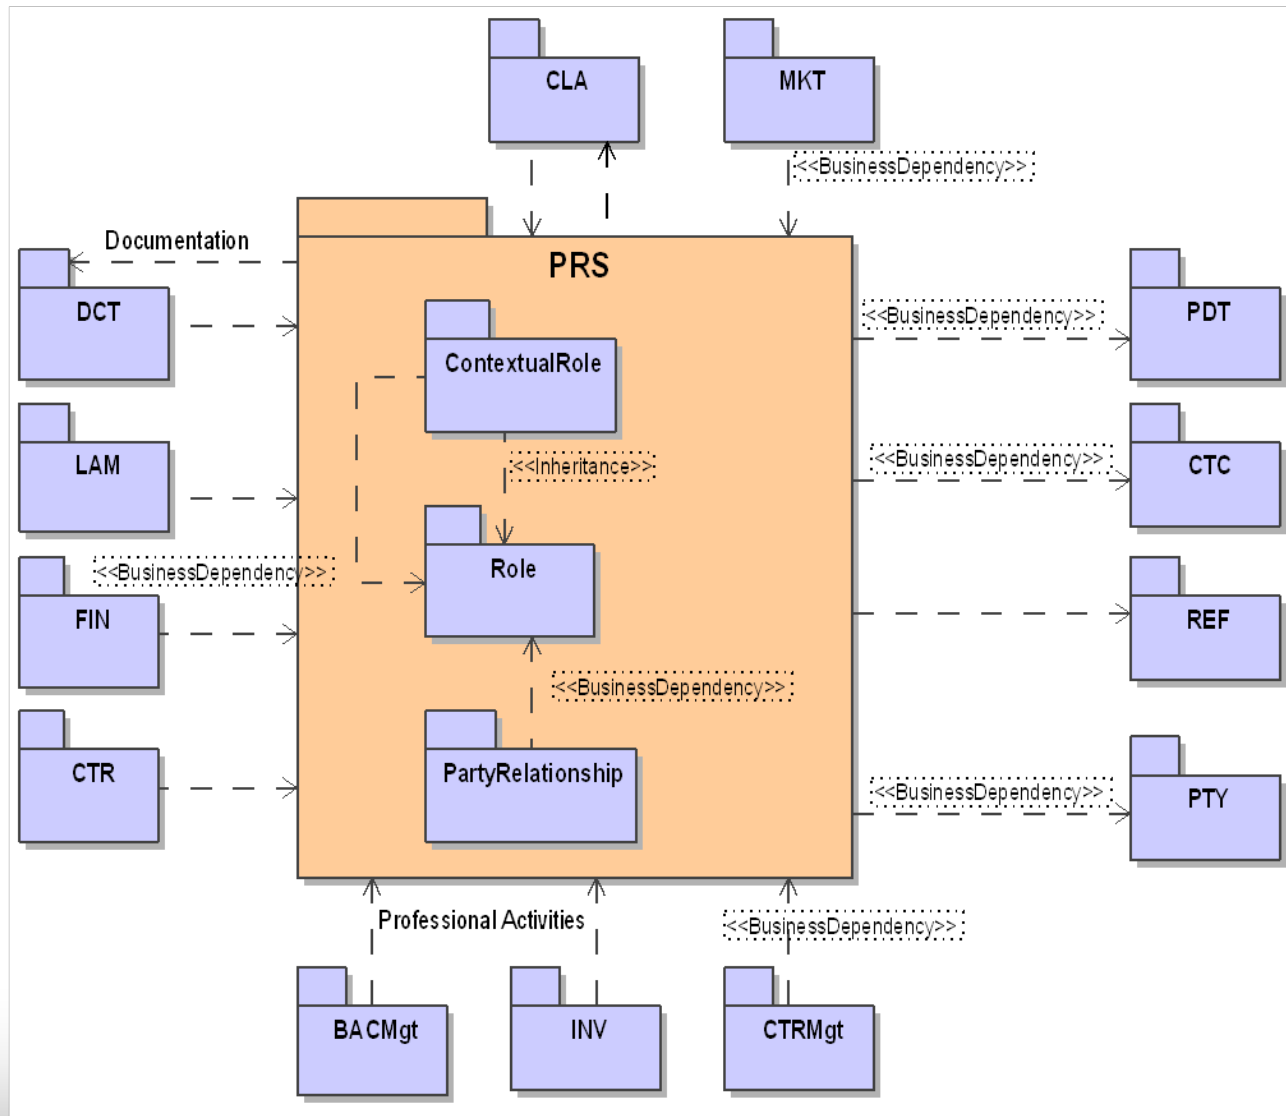 CLA
MKT
<<BusinessDependency>>
Documentation
PRS
DCT
PDT
<<BusinessDependency>>
ContextualRole
LAM
<<Inheritance>>
<<BusinessDependency>>
CTC
Role
<<BusinessDependency>>
FIN
REF
<<BusinessDependency>>
CTR
PartyRelationship
<<BusinessDependency>>
PTY
Professional Activities
<<BusinessDependency>>
BACMgt
INV
CTRMgt